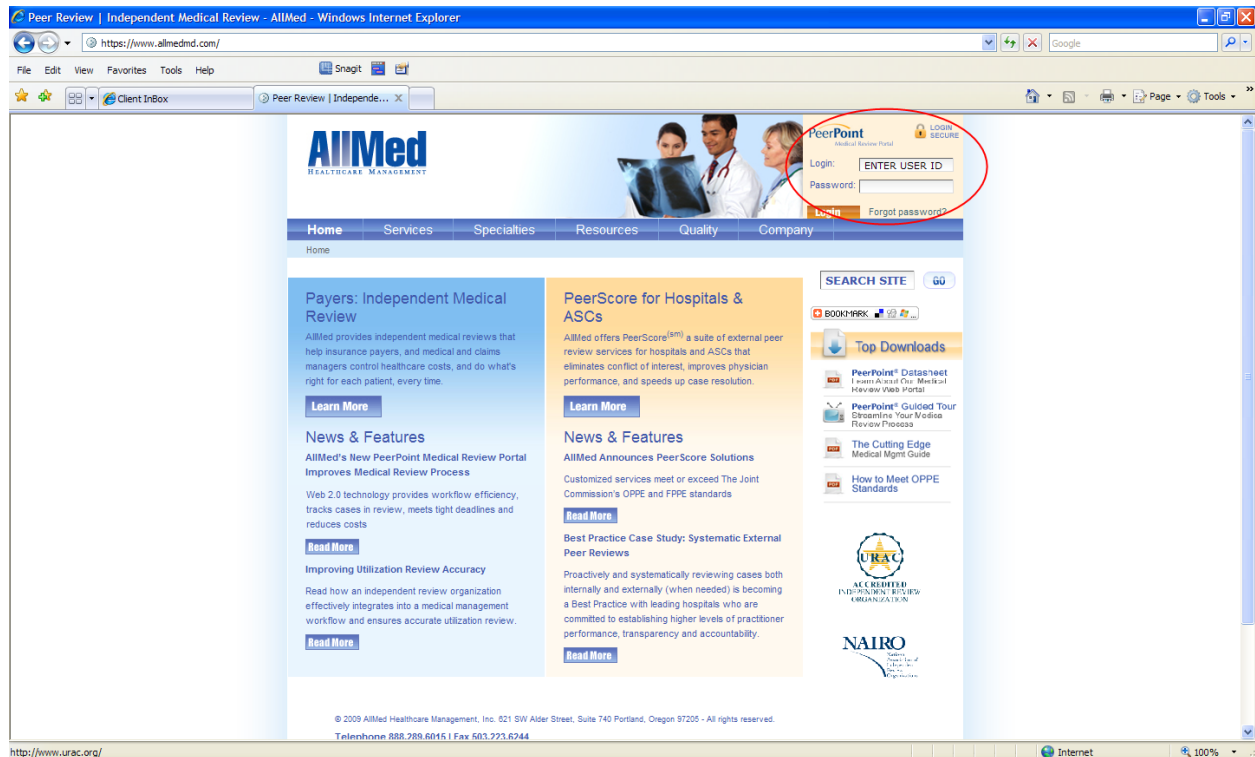 Peer Review | Independent Medical Review - AllMed - Windows Internet Explorer
https://www.allmedmd.com/
Google
File Edit View Favorites Tools Help
Snagit
Client InBox
Peer Review | Independe...
Page
Tools
AllMed
HEALTHCARE MANAGEMENT
PeerPoint
Medical Review Portal
LOGIN
SECURE
Login:
ENTER USER ID
Password:
Login
Forgot password?
Home Services Specialties Resources Quality Company
Home
Payers: Independent Medical
Review
AllMed provides independent medical reviews that
help insurance payers, and medical and claims
managers control healthcare costs, and do what's
right for each patient, every time.
Learn More
News & Features
AllMed's New PeerPoint Medical Review Portal
Improves Medical Review Process
Web 2.0 technology provides workflow efficiency,
tracks cases in review, meets tight deadlines and
reduces costs
Read More
Improving Utilization Review Accuracy
Read how an independent review organization
effectively integrates into a medical management
workflow and ensures accurate utilization review.
Read More
PeerScore for Hospitals &
ASCs
AllMed offers PeerScore(sm) a suite of external peer
review services for hospitals and ASCs that
eliminates conflict of interest, improves physician
performance, and speeds up case resolution.
Learn More
News & Features
AllMed Announces PeerScore Solutions
Customized services meet or exceed The Joint
Commission's OPPE and FPPE standards
Read More
Best Practice Case Study: Systematic External
Peer Reviews
Proactively and systematically reviewing cases both
internally and externally (when needed) is becoming
a Best Practice with leading hospitals who are
committed to establishing higher levels of practitioner
performance, transparency and accountability.
Read More
SEARCH SITE GO
BOOKMARK
Top Downloads
PeerPoint® Datasheet
Learn About Our Medical
Review Web Portal
PeerPoint® Guided Tour
Streamline Your Medical
Review Process
The Cutting Edge
Medical Mgmt Guide
How to Meet OPPE
Standards
URAC
ACCREDITED
INDEPENDENT REVIEW
ORGANIZATION
NAIRO
National
Association of
Independent
Review
Organizations
© 2009 AllMed Healthcare Management, Inc. 621 SW Alder Street, Suite 740 Portland, Oregon 97205 - All rights reserved.
Telephone 888.289.6015 | Fax 503.223.6244
http://www.urac.org/
Internet
100%